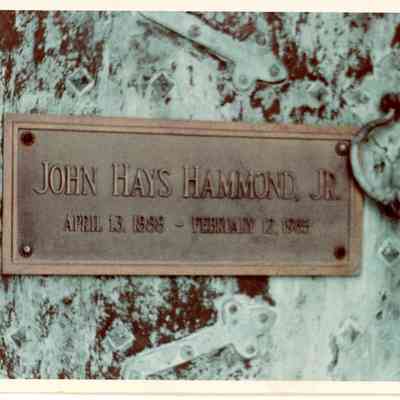 JOHN HAYS HAMMOND, JR.
APRIL 13, 1888 - FEBRUARY 12, 1965